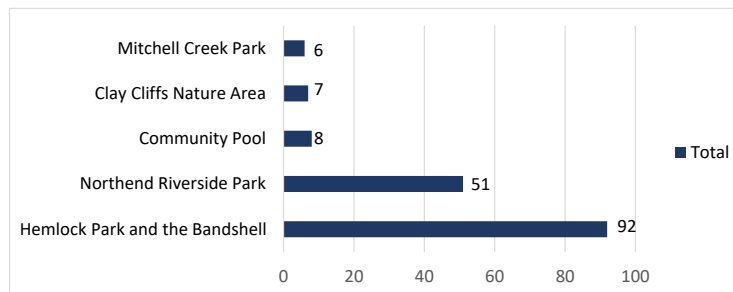 Mitchell Creek Park 6
Clay Cliffs Nature Area 7
Community Pool 8
Total
Northend Riverside Park 51
Hemlock Park and the Bandshell 92
0 20 40 60 80 100